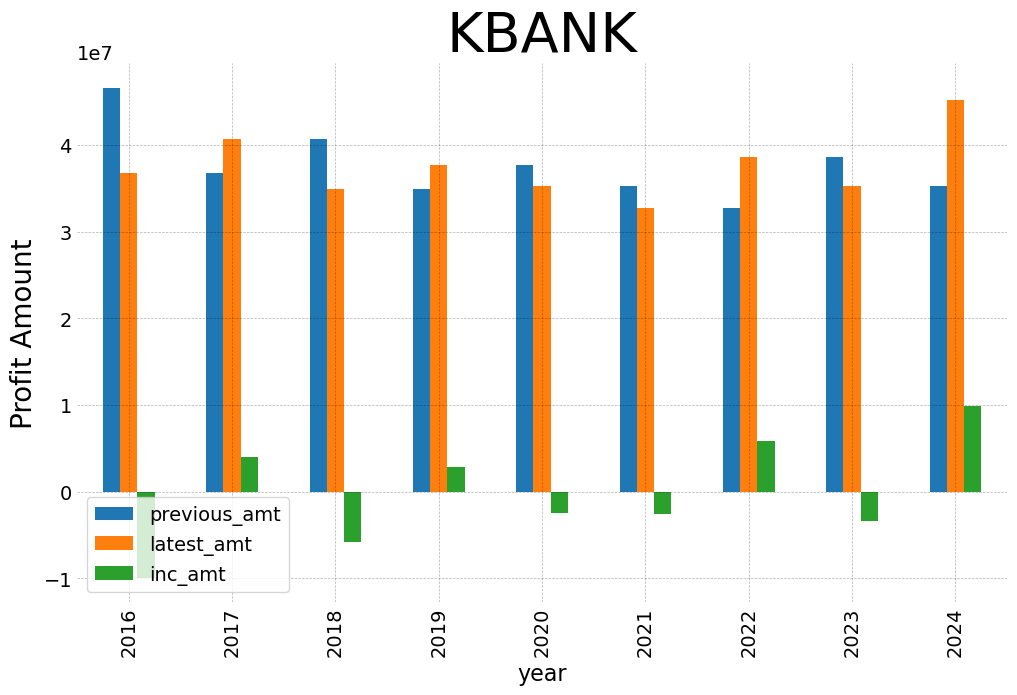 KBANK
1e7
4
3
2
1
0
−1
Profit Amount
previous_amt
latest_amt
inc_amt
2016
2017
2018
2019
2020
2021
2022
2023
2024
year